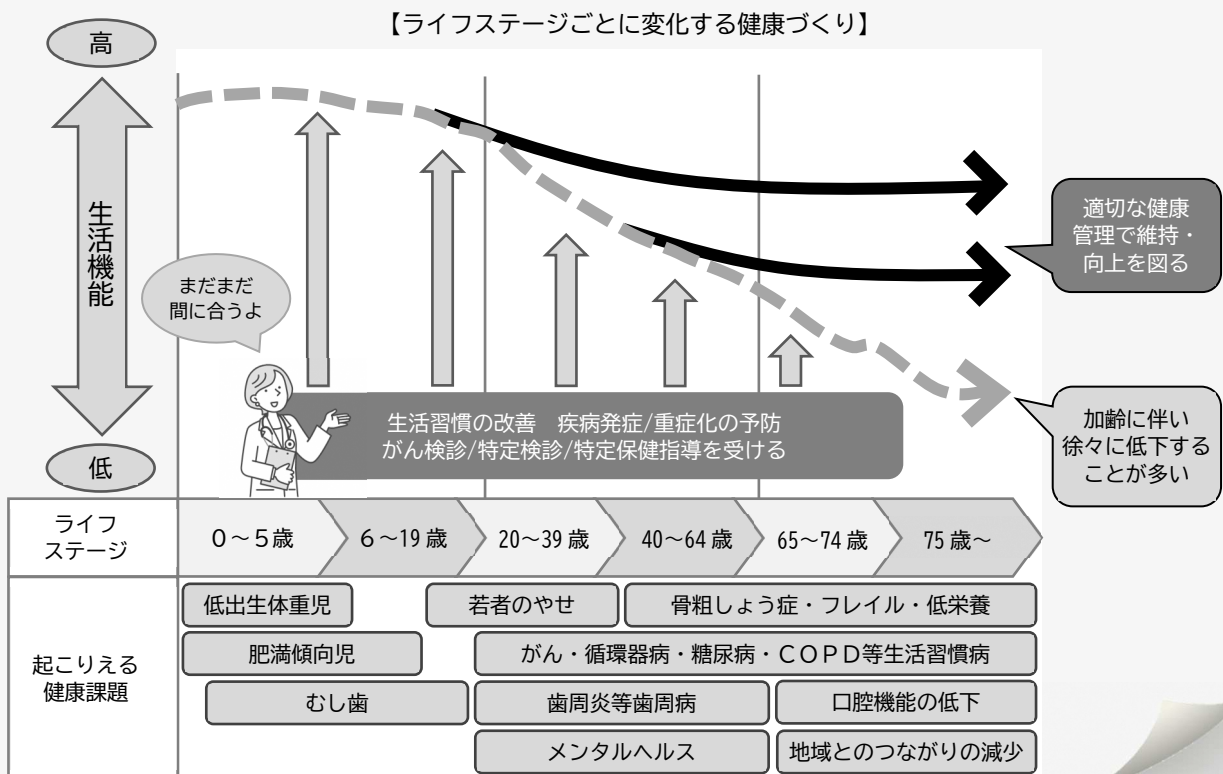 【ライフステージごとに変化する健康づくり】
高
生活機能
低
まだまだ
間に合うよ
適切な健康
管理で維持・
向上を図る
加齢に伴い
徐々に低下する
ことが多い
生活習慣の改善　疾病発症/重症化の予防
がん検診/特定検診/特定保健指導を受ける
ライフ
ステージ
０～５歳
６～19歳
20～39歳
40～64歳
65～74歳
75歳～
起こりえる
健康課題
低出生体重児
若者のやせ
骨粗しょう症・フレイル・低栄養
肥満傾向児
がん・循環器病・糖尿病・ＣＯＰＤ等生活習慣病
むし歯
歯周炎等歯周病
口腔機能の低下
メンタルヘルス
地域とのつながりの減少